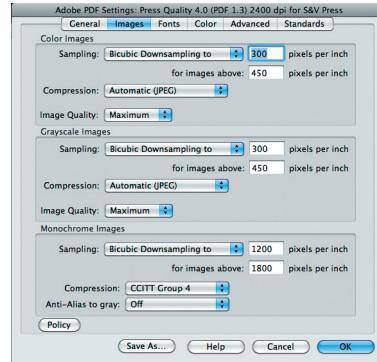 Adobe PDF Settings: Press Quality 4.0 (PDF 1.3) 2400 dpi for S&V Press
General Images Fonts Color Advanced Standards
Color Images
Sampling: Bicubic Downsampling to 300 pixels per inch
for images above: 450 pixels per inch
Compression: Automatic (JPEG)
Image Quality: Maximum
Grayscale Images
Sampling: Bicubic Downsampling to 300 pixels per inch
for images above: 450 pixels per inch
Compression: Automatic (JPEG)
Image Quality: Maximum
Monochrome Images
Sampling: Bicubic Downsampling to 1200 pixels per inch
for images above: 1800 pixels per inch
Compression: CCITT Group 4
Anti-Alias to gray: Off
Policy
Save As... Help Cancel OK